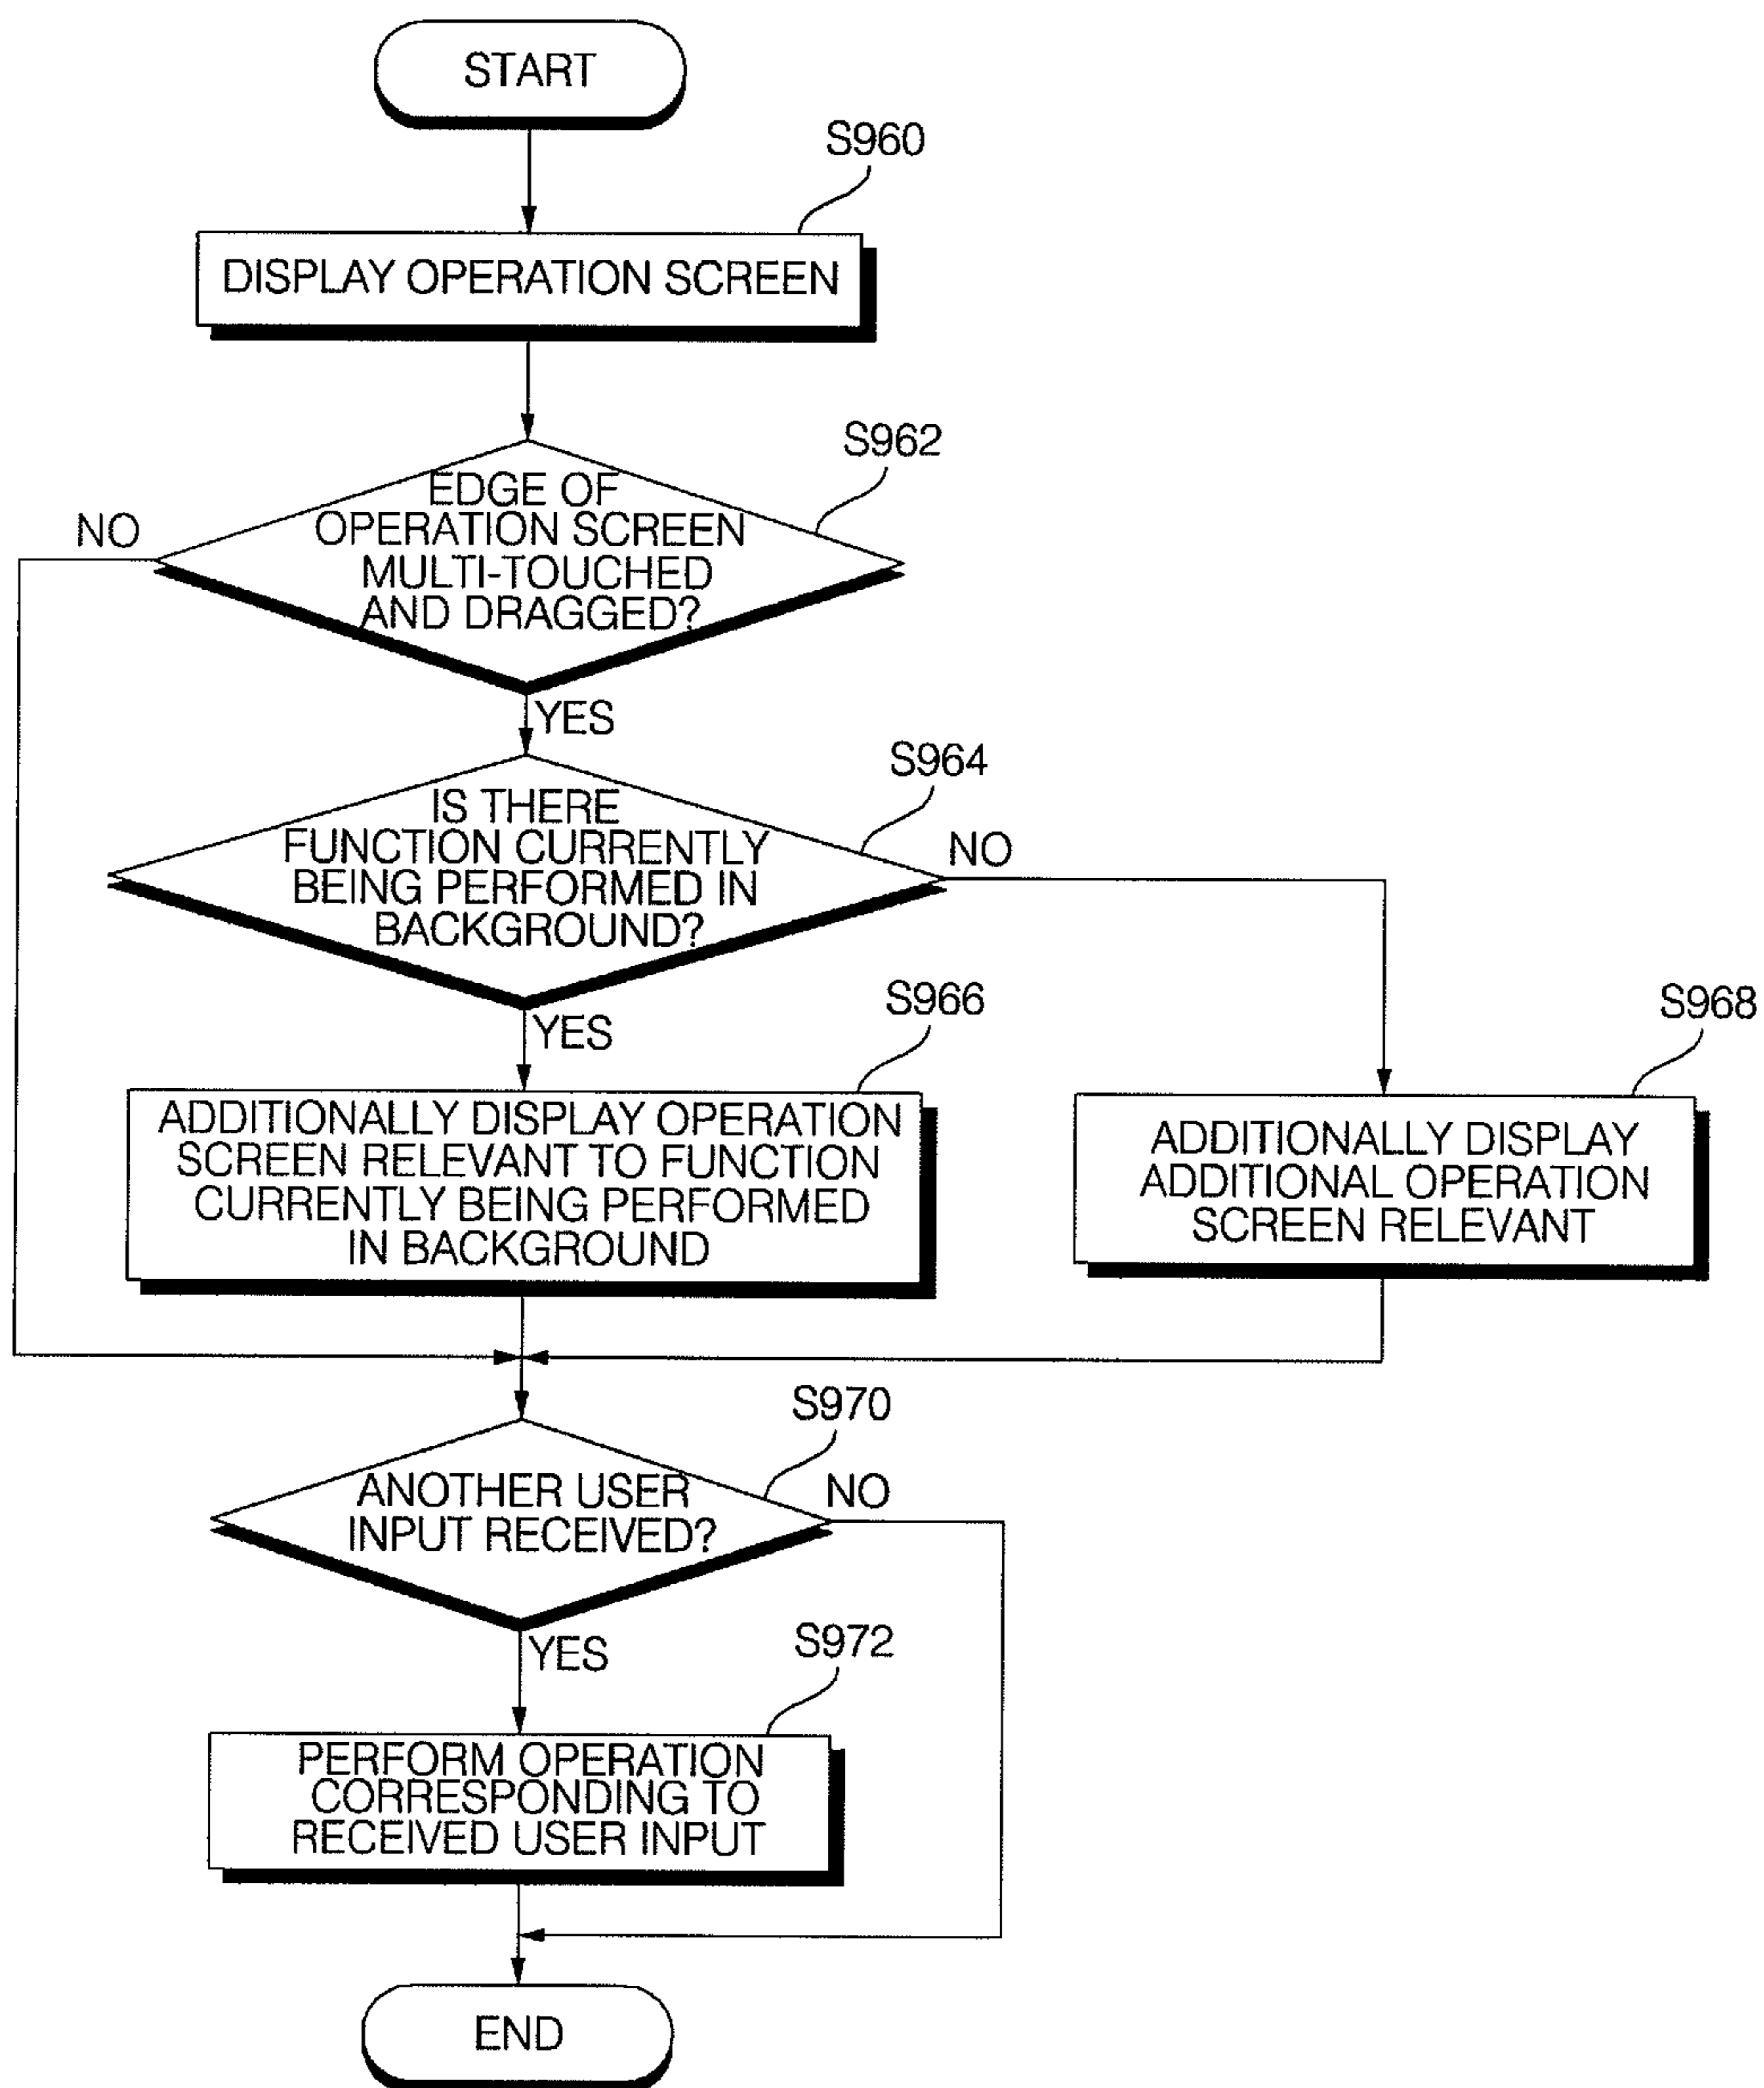 START
S960
DISPLAY OPERATION SCREEN
S962
EDGE OF
OPERATION SCREEN
MULTI-TOUCHED
AND DRAGGED?
NO
YES
S964
IS THERE
FUNCTION CURRENTLY
BEING PERFORMED IN
BACKGROUND?
NO
YES
S966
ADDITIONALLY DISPLAY OPERATION
SCREEN RELEVANT TO FUNCTION
CURRENTLY BEING PERFORMED
IN BACKGROUND
S968
ADDITIONALLY DISPLAY
ADDITIONAL OPERATION
SCREEN RELEVANT
S970
ANOTHER USER
INPUT RECEIVED?
NO
YES
S972
PERFORM OPERATION
CORRESPONDING TO
RECEIVED USER INPUT
END